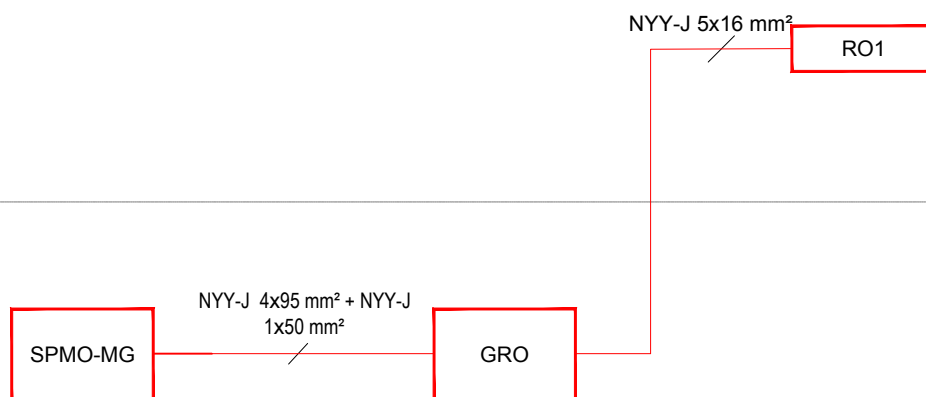 NYY-J 5x16 mm²
RO1
NYY-J 4x95 mm² + NYY-J
1x50 mm²
SPMO-MG
GRO